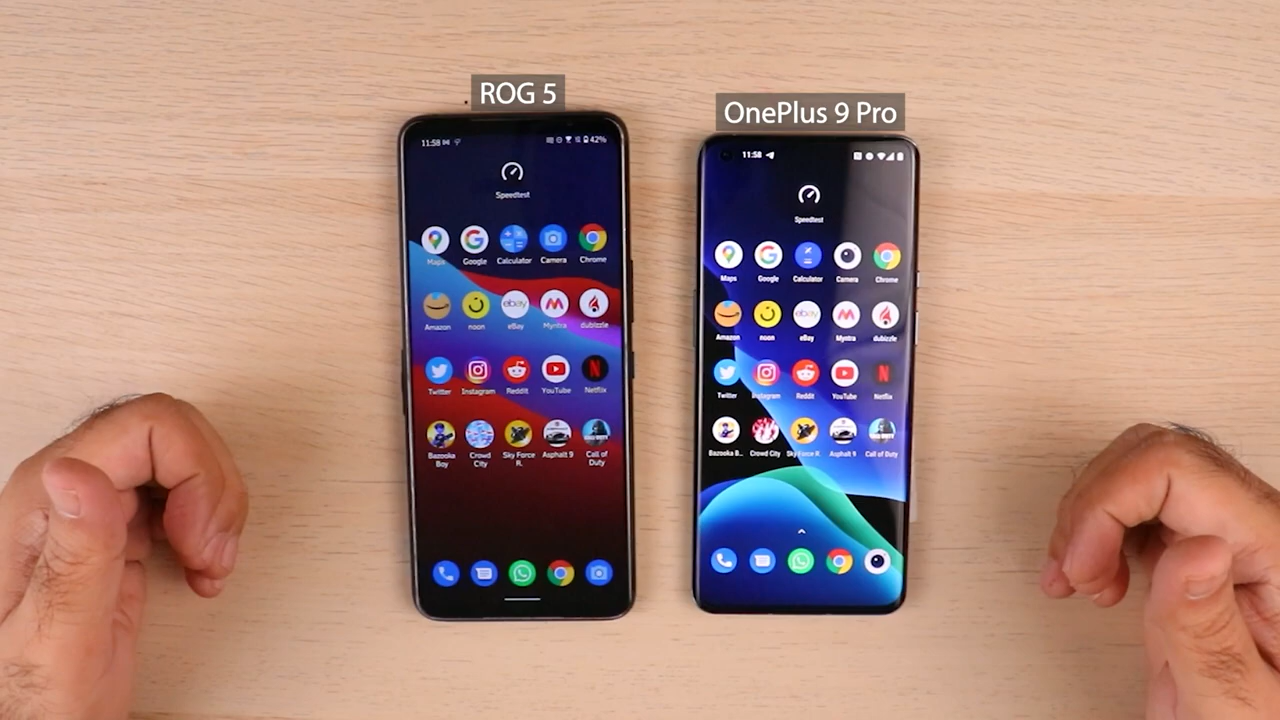 ROG 5
OnePlus 9 Pro
11:58
42%
Speedtest
Maps Google Calculator Camera Chrome
Amazon noon eBay Myntra dubizzle
Twitter Instagram Reddit YouTube Netflix
Bazooka Boy Crowd City Sky Force R. Asphalt 9 Call of Duty
11:58
Speedtest
Maps Google Calculator Camera Chrome
Amazon noon eBay Myntra dubizzle
Twitter Instagram Reddit YouTube Netflix
Bazooka B.. Crowd City Sky Force R. Asphalt 9 Call of Duty